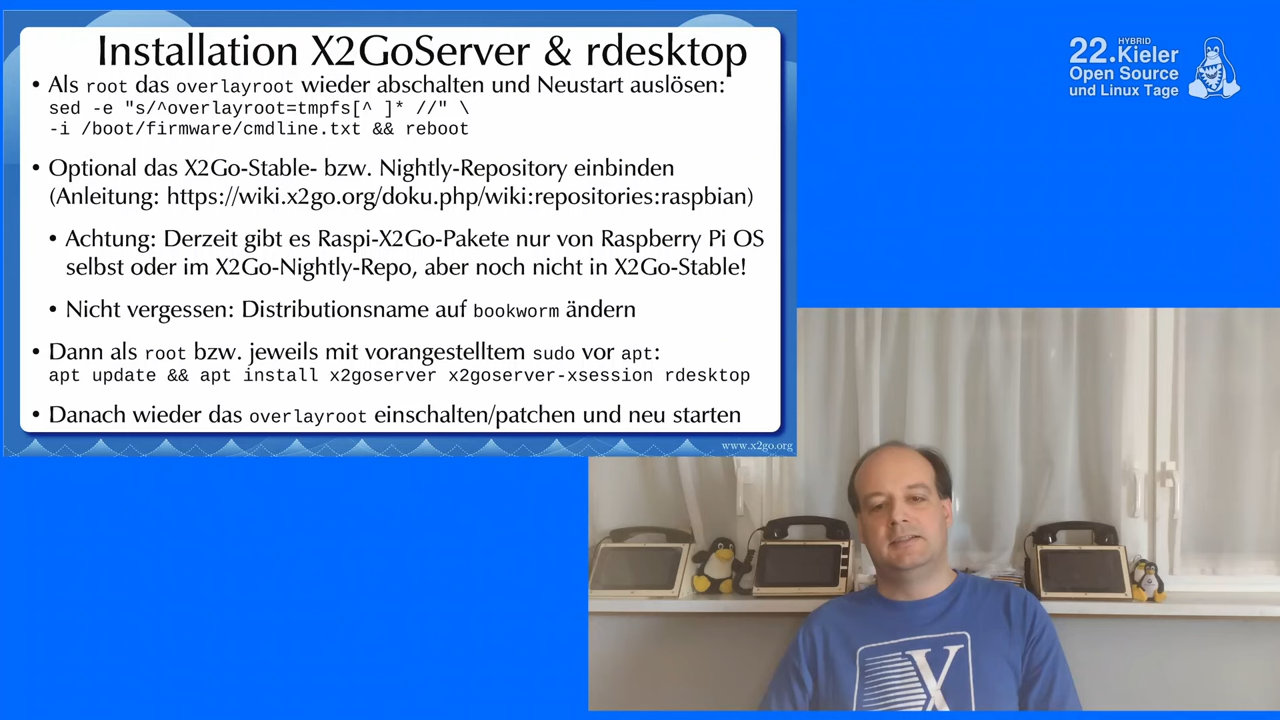 Installation X2GoServer & rdesktop
• Als root das overlayroot wieder abschalten und Neustart auslösen:
sed -e "s/^overlayroot=tmpfs[^ ]* //" \
-i /boot/firmware/cmdline.txt && reboot
• Optional das X2Go-Stable- bzw. Nightly-Repository einbinden
(Anleitung: https://wiki.x2go.org/doku.php/wiki:repositories:raspbian)
• Achtung: Derzeit gibt es Raspi-X2Go-Pakete nur von Raspberry Pi OS
selbst oder im X2Go-Nightly-Repo, aber noch nicht in X2Go-Stable!
• Nicht vergessen: Distributionsname auf bookworm ändern
• Dann als root bzw. jeweils mit vorangestelltem sudo vor apt:
apt update && apt install x2goserver x2goserver-xsession rdesktop
• Danach wieder das overlayroot einschalten/patchen und neu starten
www.x2go.org
HYBRID
22.Kieler
Open Source
und Linux Tage
X